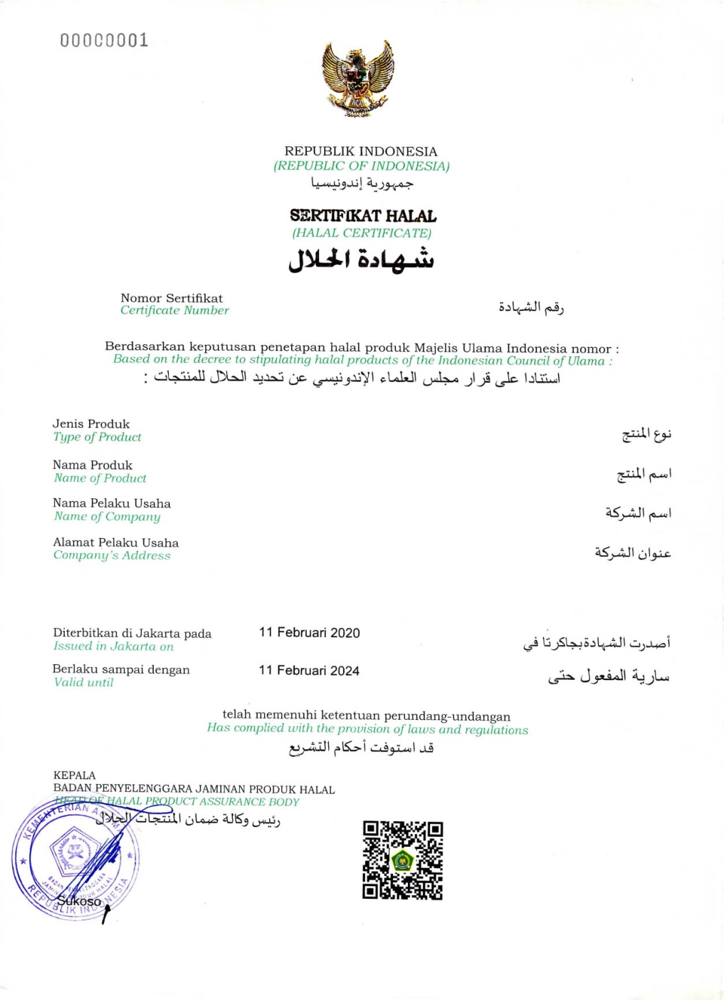 00000001
REPUBLIK INDONESIA
(REPUBLIC OF INDONESIA)
جمهورية إندونيسيا
SERTIFIKAT HALAL
(HALAL CERTIFICATE)
شهادة الحلال
Nomor Sertifikat
Certificate Number
رقم الشهادة
Berdasarkan keputusan penetapan halal produk Majelis Ulama Indonesia nomor :
Based on the decree to stipulating halal products of the Indonesian Council of Ulama :
استنادا على قرار مجلس العلماء الإندونيسي عن تحديد الحلال للمنتجات :
Jenis Produk
Type of Product
نوع المنتج
Nama Produk
Name of Product
اسم المنتج
Nama Pelaku Usaha
Name of Company
اسم الشركة
Alamat Pelaku Usaha
Company's Address
عنوان الشركة
Diterbitkan di Jakarta pada 11 Februari 2020
Issued in Jakarta on
أصدرت الشهادة بجاكرتا في
Berlaku sampai dengan 11 Februari 2024
Valid until
سارية المفعول حتى
telah memenuhi ketentuan perundang-undangan
Has complied with the provision of laws and regulations
قد استوفت أحكام التشريع
KEPALA
BADAN PENYELENGGARA JAMINAN PRODUK HALAL
HEAD OF HALAL PRODUCT ASSURANCE BODY
رئيس وكالة ضمان المنتجات الحلال
KEMENTERIAN AGAMA
BADAN PENYELENGGARA
JAMINAN PRODUK HALAL
REPUBLIK INDONESIA
Sukoso